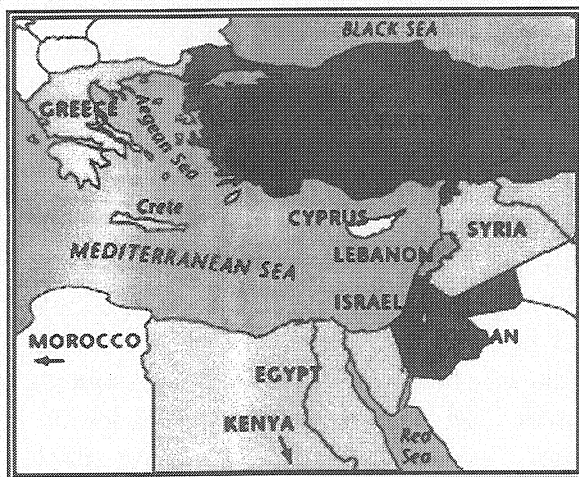 BLACK SEA
GREECE
Aegean Sea
Crete
CYPRUS
SYRIA
MEDITERRANEAN SEA
LEBANON
ISRAEL
MOROCCO
EGYPT
KENYA
Red
Sea